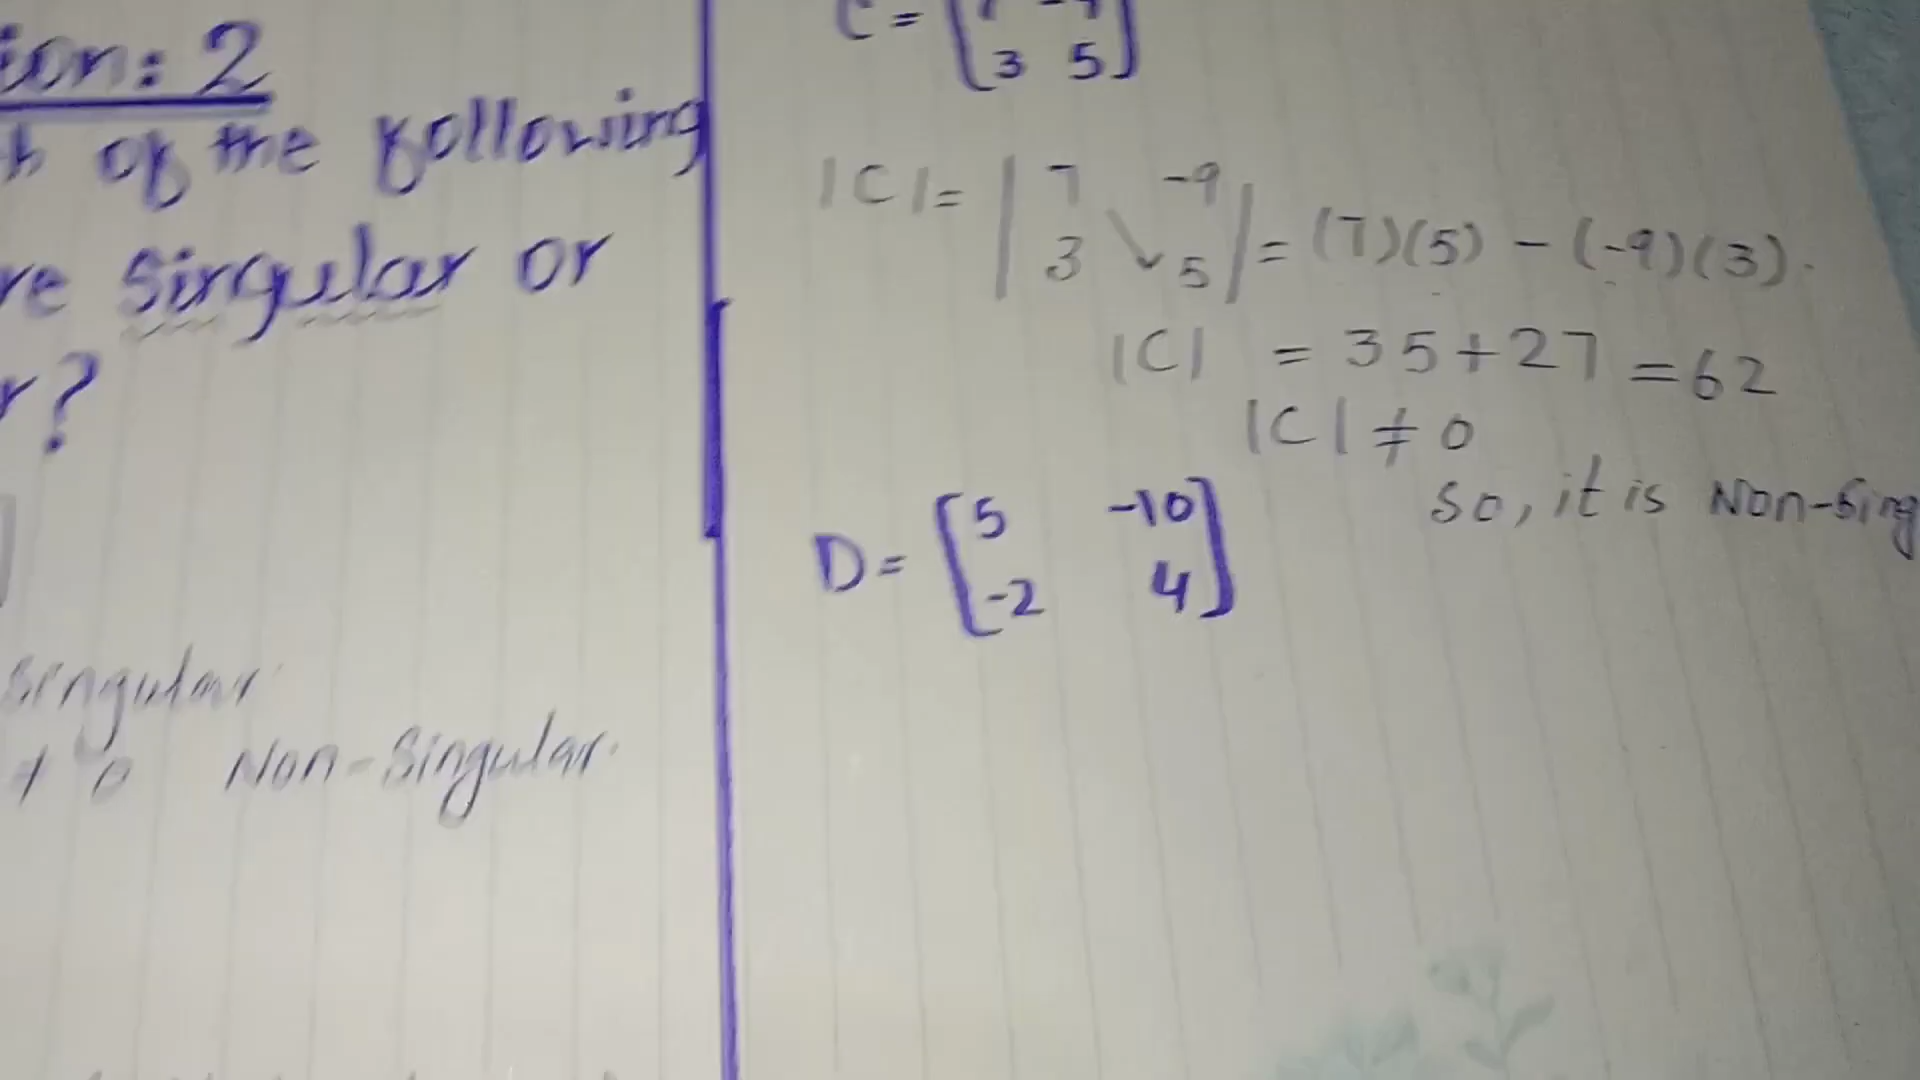 ion: 2
of the following
re Singular or
r?
Singular
≠ 0 Non-Singular.
C = [
3 5]
|C| = |7 -9
3 5| = (7)(5) - (-9)(3).
|C| = 35+27 = 62
|C| ≠ 0
So, it is Non-Sing
D = [5 -10
-2 4]